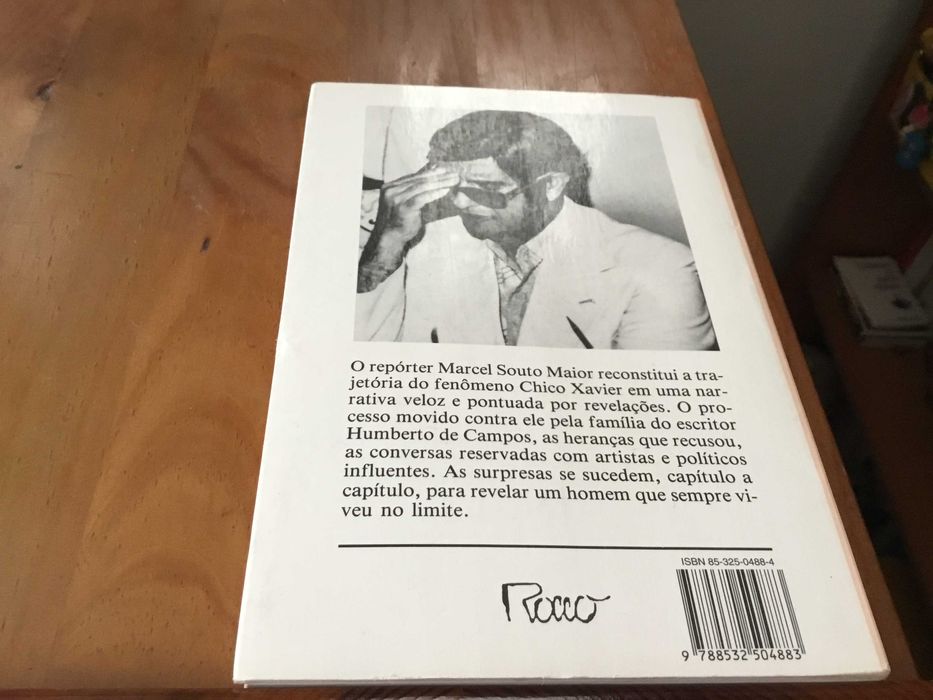 O repórter Marcel Souto Maior reconstitui a tra-
jetória do fenômeno Chico Xavier em uma nar-
rativa veloz e pontuada por revelações. O pro-
cesso movido contra ele pela família do escritor
Humberto de Campos, as heranças que recusou,
as conversas reservadas com artistas e políticos
influentes. As surpresas se sucedem, capítulo a
capítulo, para revelar um homem que sempre vi-
veu no limite.
ISBN 85-325-0488-4
Rocco
9 788532 504883